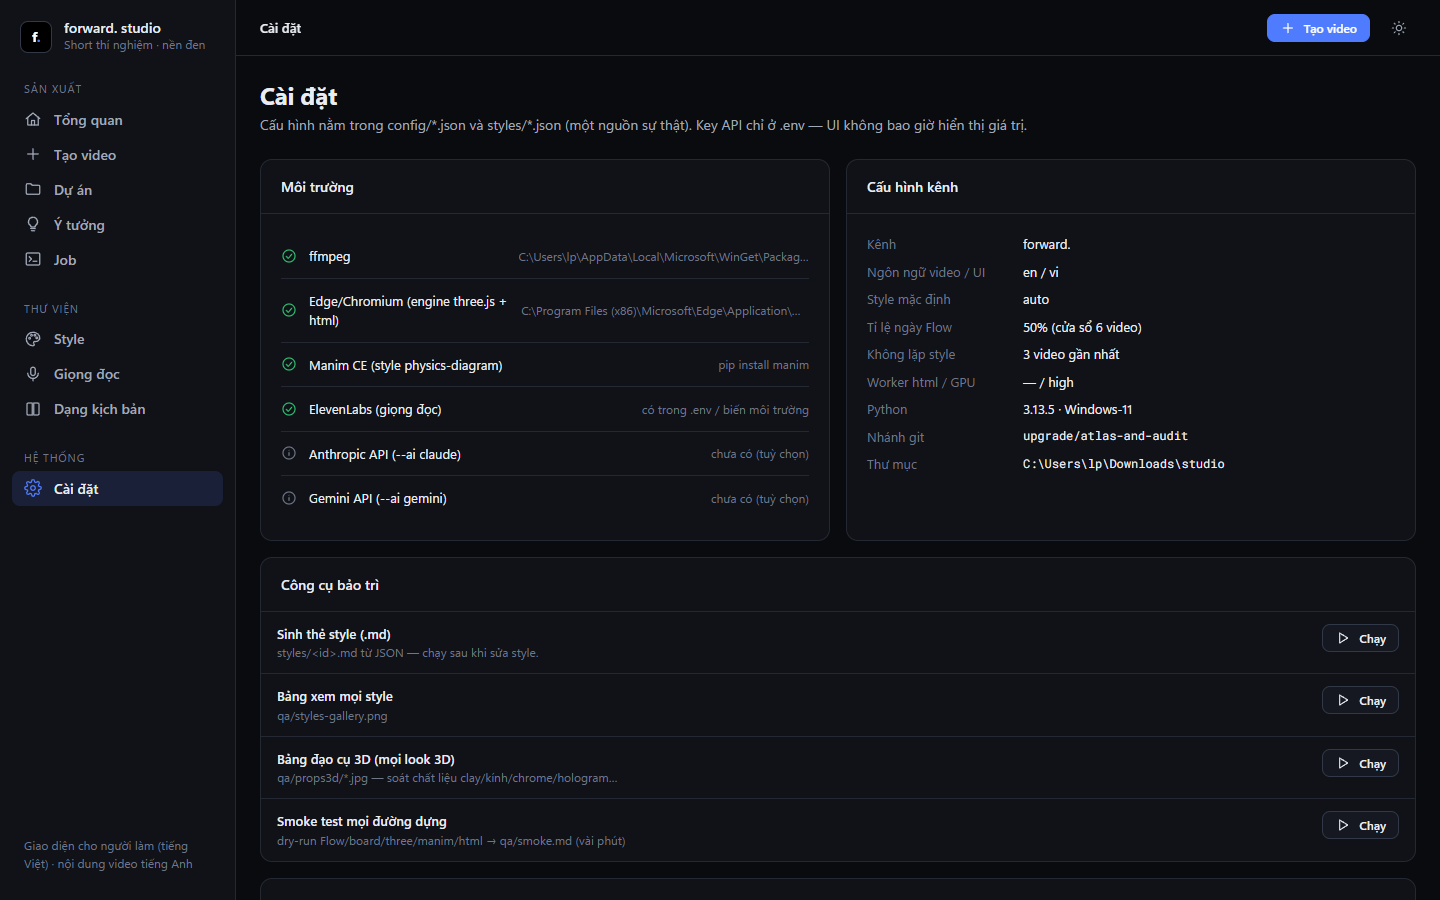 f.
forward. studio
Short thí nghiệm · nền đen
SẢN XUẤT
Tổng quan
Tạo video
Dự án
Ý tưởng
Job
THƯ VIỆN
Style
Giọng đọc
Dạng kịch bản
HỆ THỐNG
Cài đặt
Giao diện cho người làm (tiếng
Việt) · nội dung video tiếng Anh
Cài đặt
Tạo video
Cài đặt
Cấu hình nằm trong config/*.json và styles/*.json (một nguồn sự thật). Key API chỉ ở .env — UI không bao giờ hiển thị giá trị.
Môi trường
ffmpeg
C:\Users\lp\AppData\Local\Microsoft\WinGet\Packag...
Edge/Chromium (engine three.js +
html)
C:\Program Files (x86)\Microsoft\Edge\Application\...
Manim CE (style physics-diagram)
pip install manim
ElevenLabs (giọng đọc)
có trong .env / biến môi trường
Anthropic API (--ai claude)
chưa có (tuỳ chọn)
Gemini API (--ai gemini)
chưa có (tuỳ chọn)
Cấu hình kênh
Kênh
forward.
Ngôn ngữ video / UI
en / vi
Style mặc định
auto
Tỉ lệ ngày Flow
50% (cửa sổ 6 video)
Không lặp style
3 video gần nhất
Worker html / GPU
— / high
Python
3.13.5 · Windows-11
Nhánh git
upgrade/atlas-and-audit
Thư mục
C:\Users\lp\Downloads\studio
Công cụ bảo trì
Sinh thẻ style (.md)
styles/<id>.md từ JSON — chạy sau khi sửa style.
Chạy
Bảng xem mọi style
qa/styles-gallery.png
Chạy
Bảng đạo cụ 3D (mọi look 3D)
qa/props3d/*.jpg — soát chất liệu clay/kính/chrome/hologram...
Chạy
Smoke test mọi đường dựng
dry-run Flow/board/three/manim/html → qa/smoke.md (vài phút)
Chạy